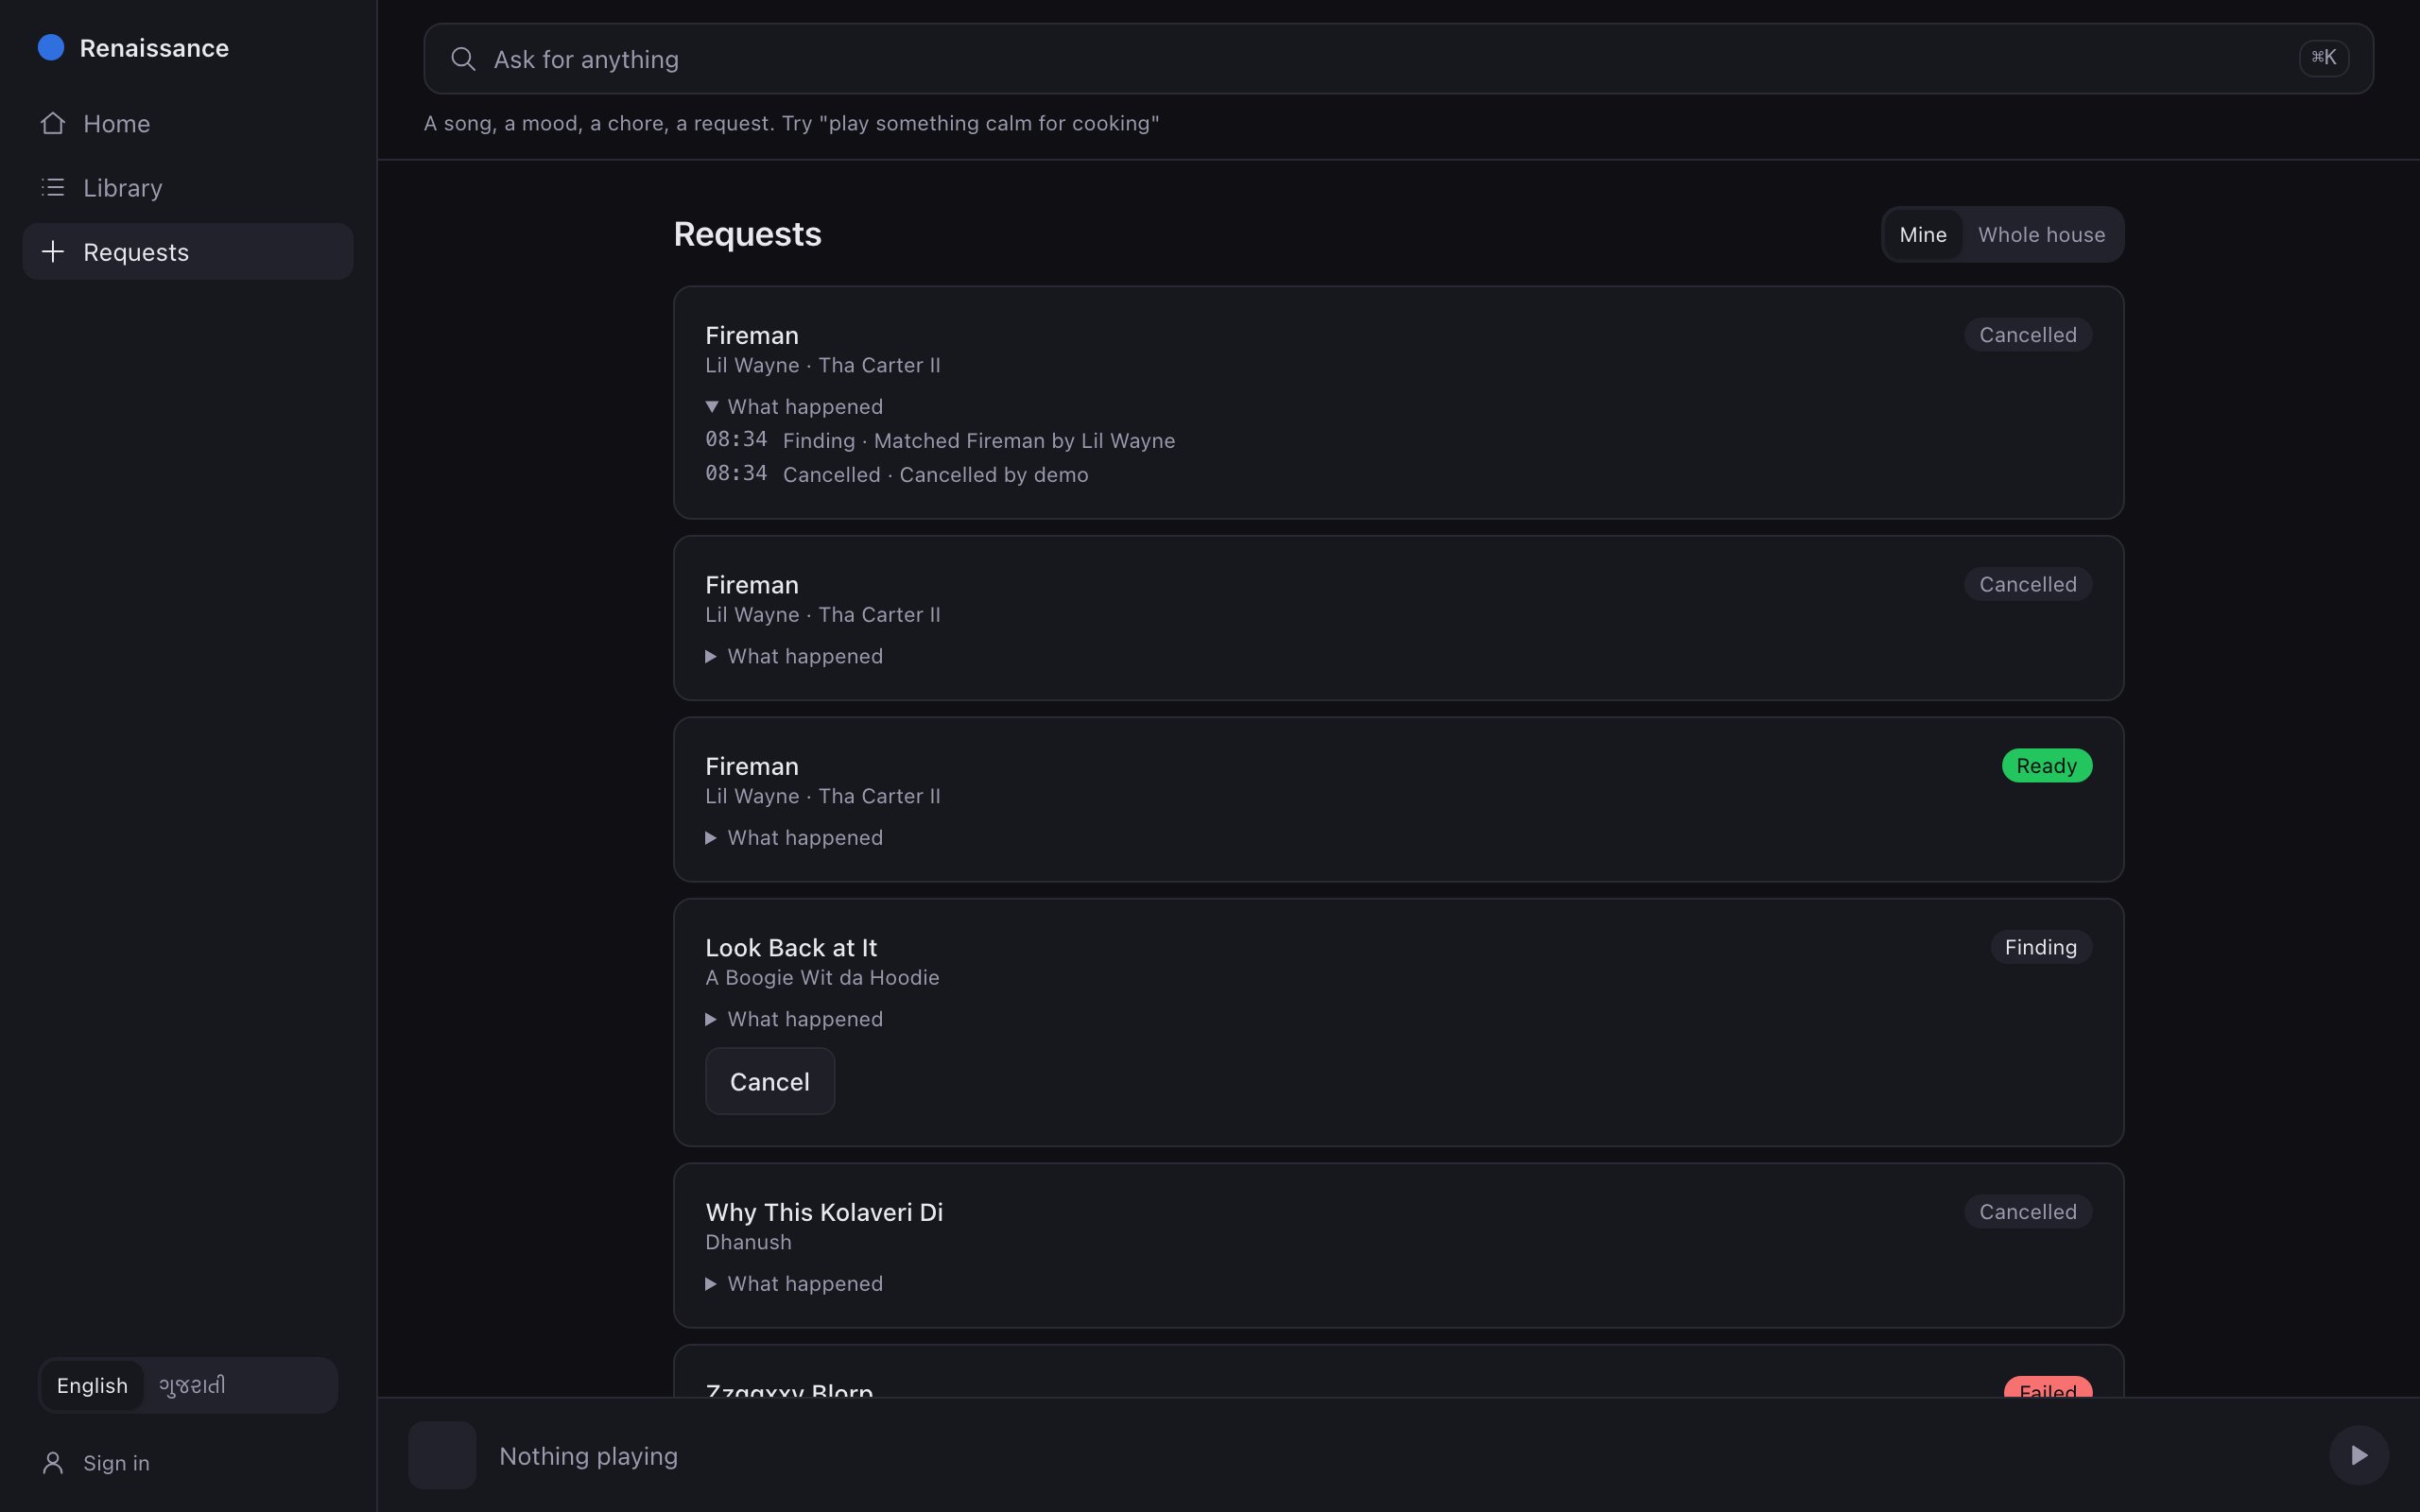 Renaissance
Home
Library
Requests
English
ગુજરાતી
Sign in
Ask for anything
⌘K
A song, a mood, a chore, a request. Try "play something calm for cooking"
Requests
Mine
Whole house
Fireman
Cancelled
Lil Wayne · Tha Carter II
▼ What happened
08:34 Finding · Matched Fireman by Lil Wayne
08:34 Cancelled · Cancelled by demo
Fireman
Cancelled
Lil Wayne · Tha Carter II
▶ What happened
Fireman
Ready
Lil Wayne · Tha Carter II
▶ What happened
Look Back at It
Finding
A Boogie Wit da Hoodie
▶ What happened
Cancel
Why This Kolaveri Di
Cancelled
Dhanush
▶ What happened
Zzqqxxy Blorp
Failed
Nothing playing